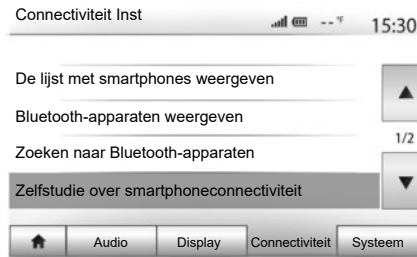 Connectiviteit Inst
-- °F 15:30
De lijst met smartphones weergeven
Bluetooth-apparaten weergeven
1/2
Zoeken naar Bluetooth-apparaten
Zelfstudie over smartphoneconnectiviteit
Audio Display Connectiviteit Systeem